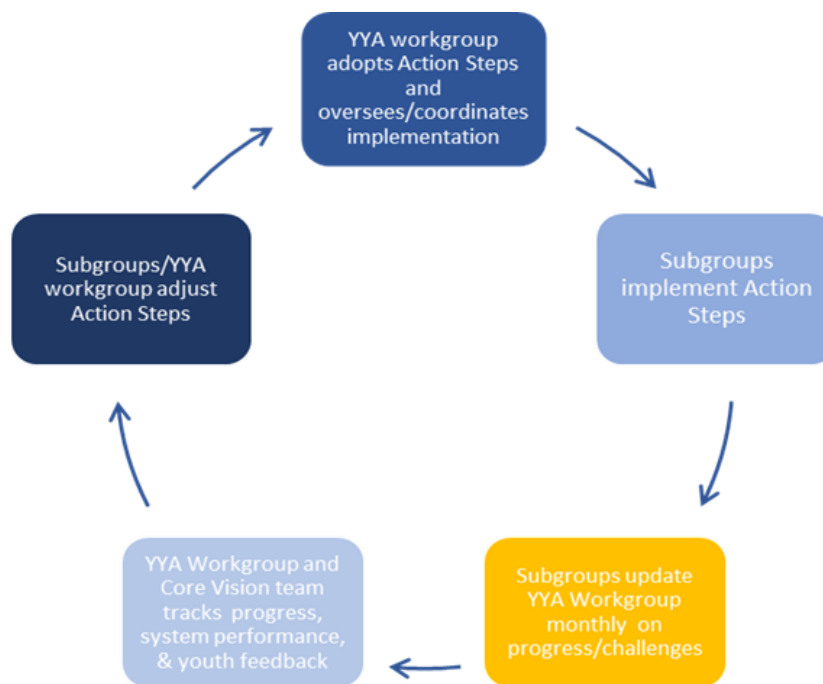 YYA workgroup
adopts Action Steps
and
oversees/coordinates
implementation
Subgroups
implement Action
Steps
Subgroups update
YYA Workgroup
monthly on
progress/challenges
YYA Workgroup and
Core Vision team
tracks progress,
system performance,
& youth feedback
Subgroups/YYA
workgroup adjust
Action Steps